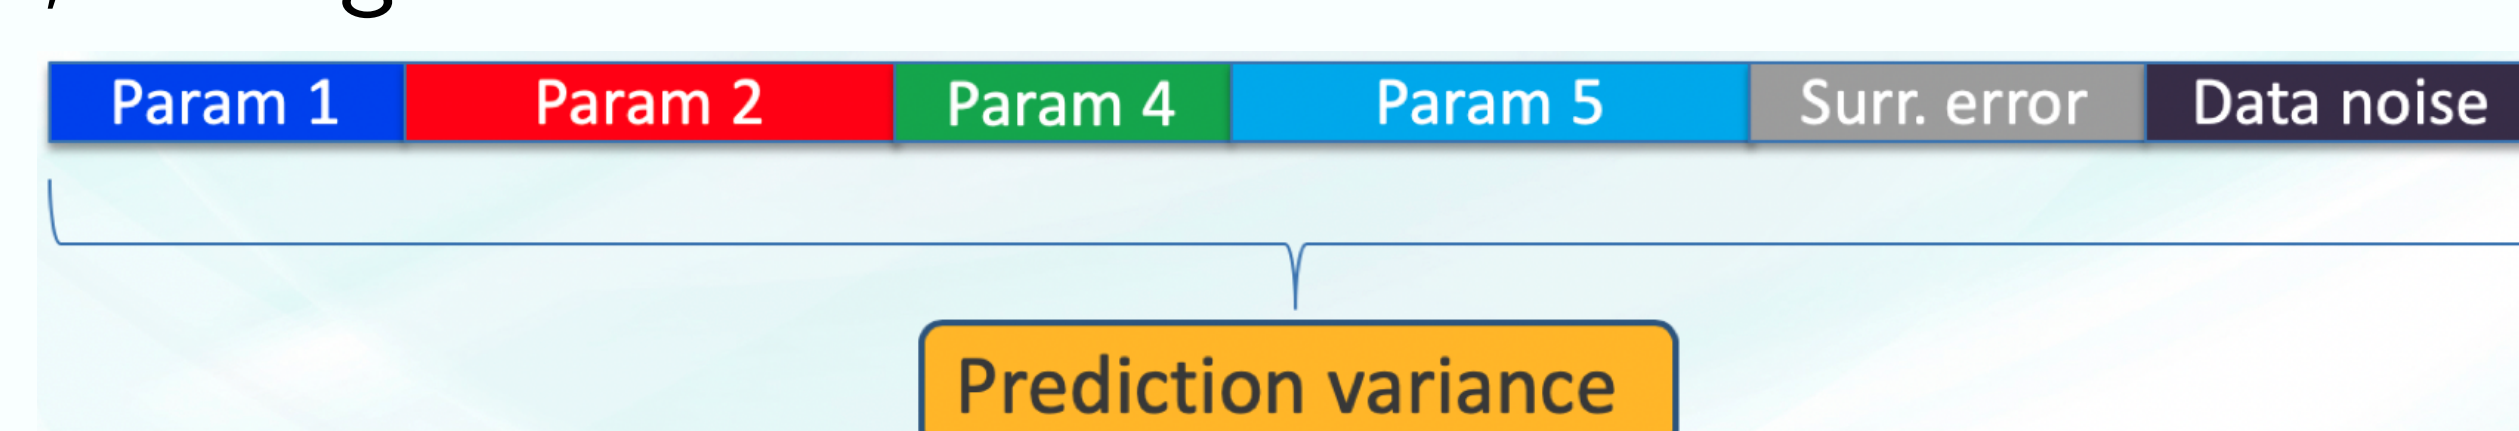 Param 1 Param 2 Param 4 Param 5 Surr. error Data noise
Prediction variance